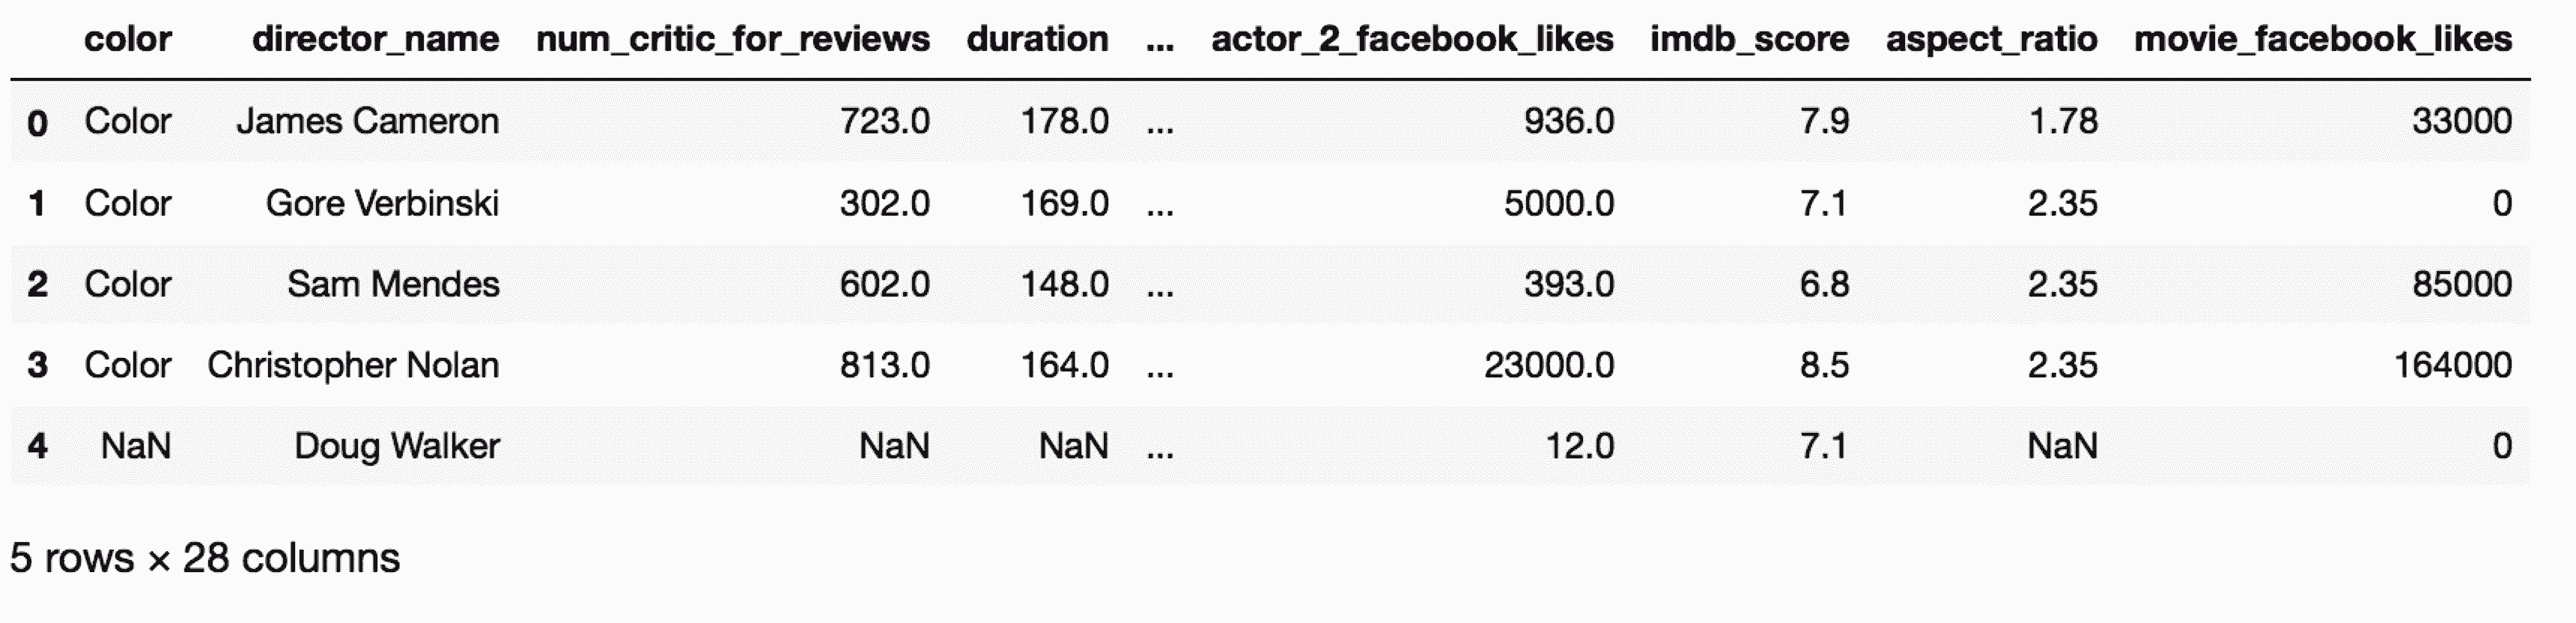 color director_name num_critic_for_reviews duration ... actor_2_facebook_likes imdb_score aspect_ratio movie_facebook_likes
0 Color James Cameron 723.0 178.0 ... 936.0 7.9 1.78 33000
1 Color Gore Verbinski 302.0 169.0 ... 5000.0 7.1 2.35 0
2 Color Sam Mendes 602.0 148.0 ... 393.0 6.8 2.35 85000
3 Color Christopher Nolan 813.0 164.0 ... 23000.0 8.5 2.35 164000
4 NaN Doug Walker NaN NaN ... 12.0 7.1 NaN 0
5 rows × 28 columns